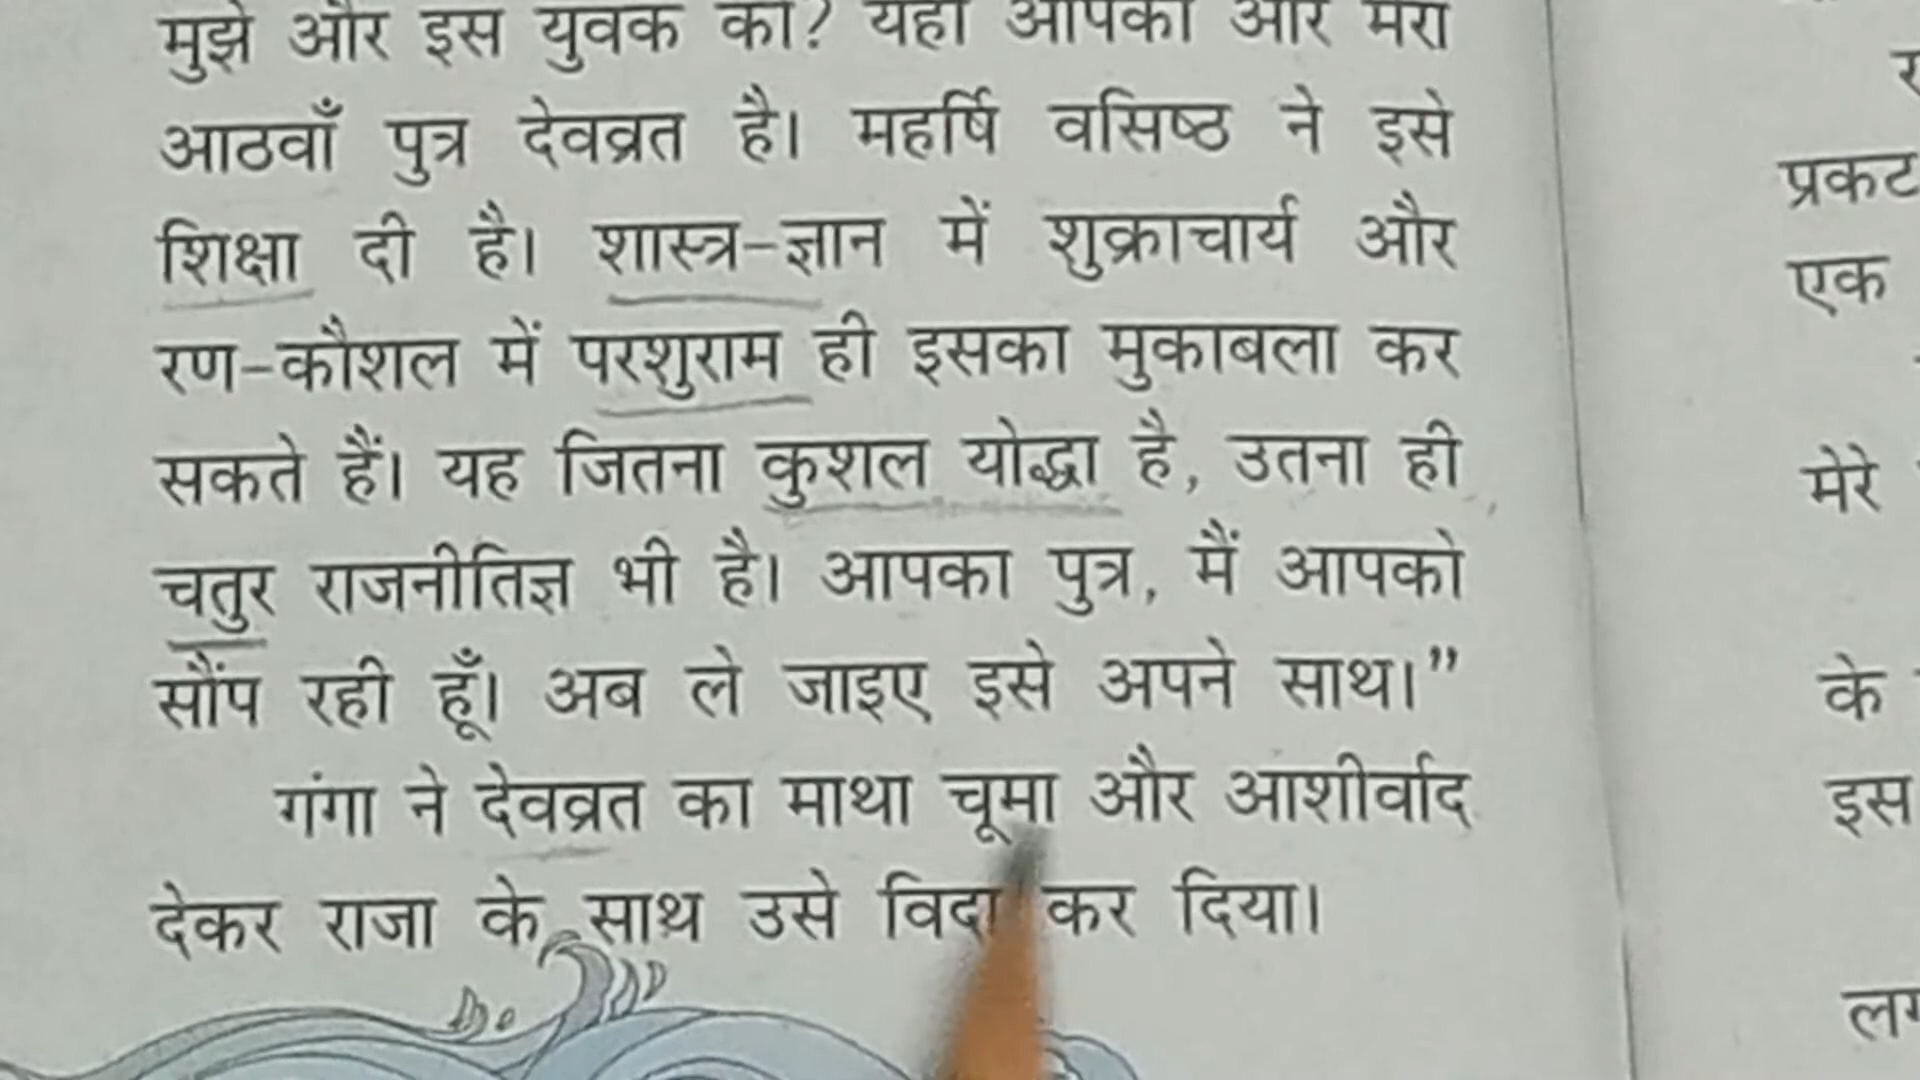 मुझे और इस युवक को? यही आपका और मेरा
आठवाँ पुत्र देवव्रत है। महर्षि वसिष्ठ ने इसे
शिक्षा दी है। शास्त्र-ज्ञान में शुक्राचार्य और
रण-कौशल में परशुराम ही इसका मुकाबला कर
सकते हैं। यह जितना कुशल योद्धा है, उतना ही
चतुर राजनीतिज्ञ भी है। आपका पुत्र, मैं आपको
सौंप रही हूँ। अब ले जाइए इसे अपने साथ।”
गंगा ने देवव्रत का माथा चूमा और आशीर्वाद
देकर राजा के साथ उसे विदा कर दिया।
प्रकट
एक
मेरे
के
इस